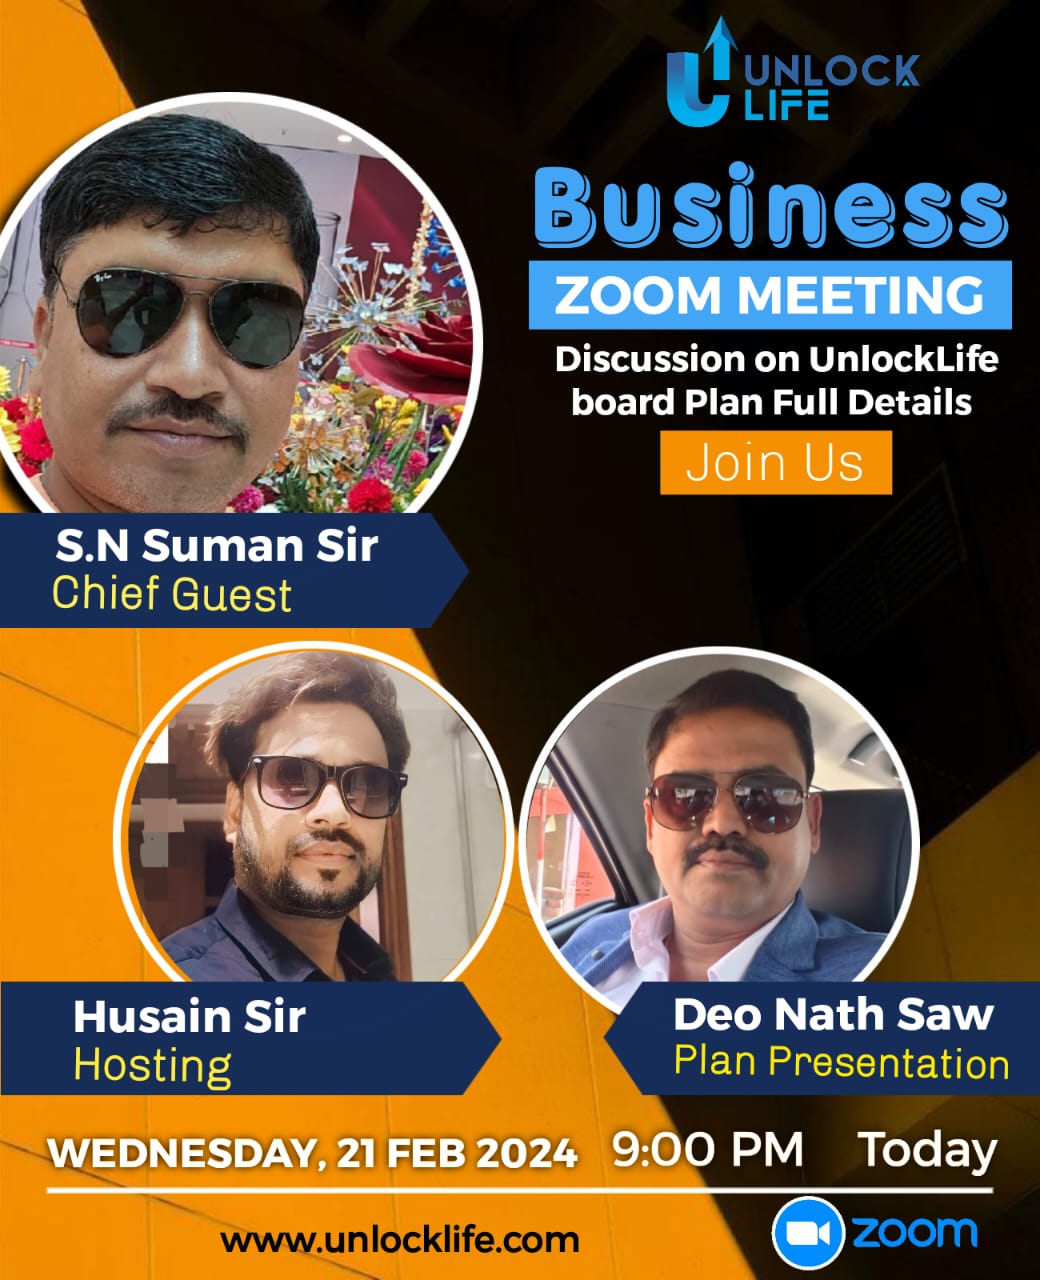 UNLOCK
LIFE
Business
ZOOM MEETING
Discussion on UnlockLife
board Plan Full Details
Join Us
Ray-Ban
S.N Suman Sir
Chief Guest
Husain Sir
Hosting
Deo Nath Saw
Plan Presentation
WEDNESDAY, 21 FEB 2024 9:00 PM Today
www.unlocklife.com
zoom